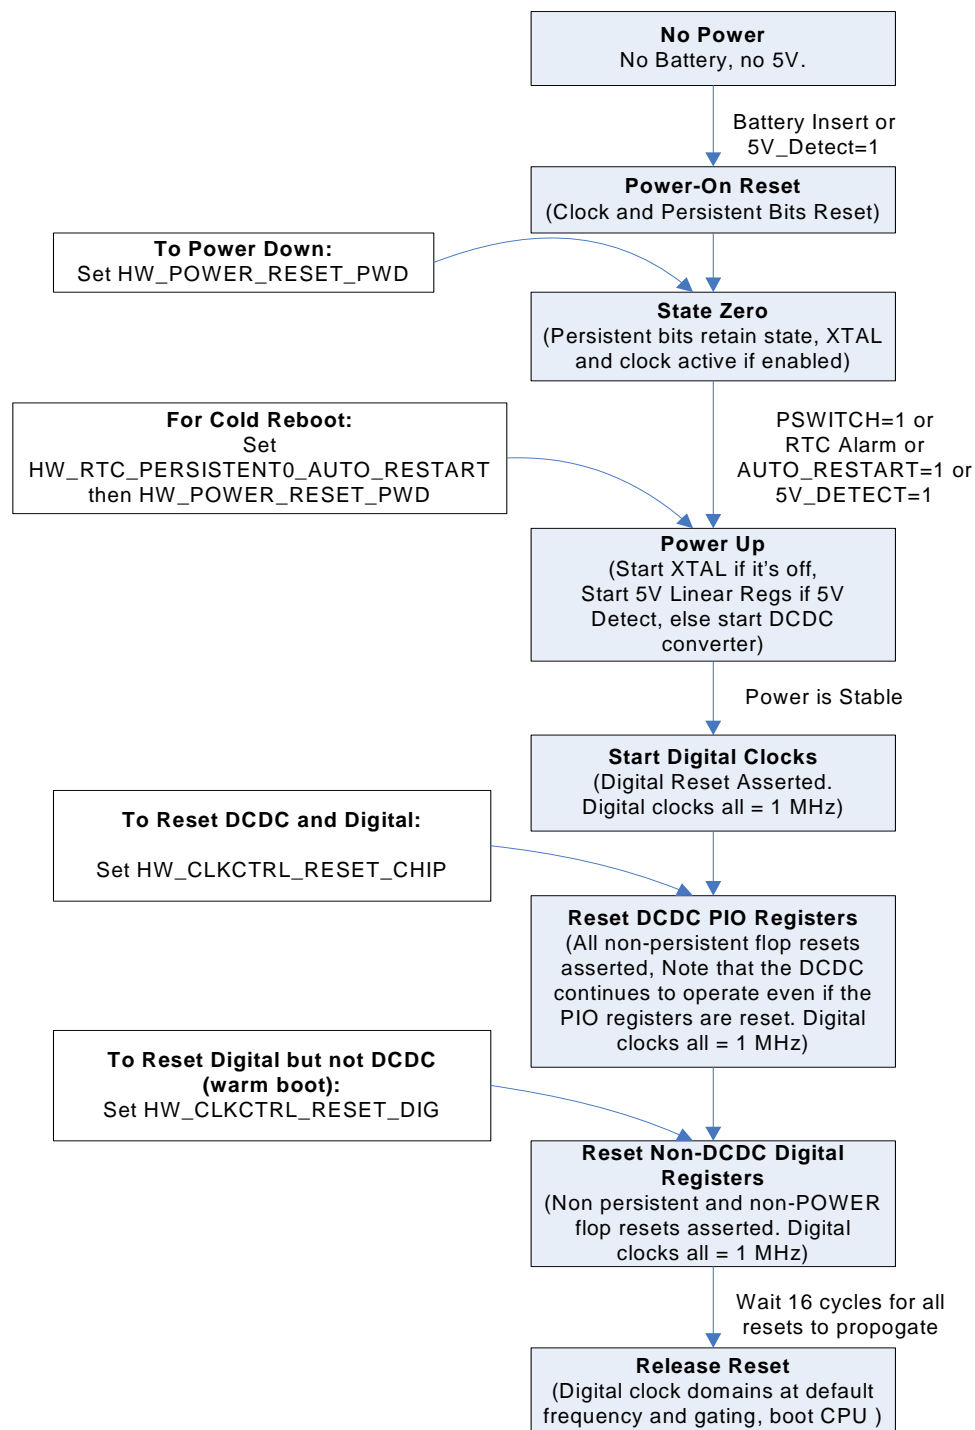 No Power
No Battery, no 5V.
Battery Insert or
5V_Detect=1
Power-On Reset
(Clock and Persistent Bits Reset)
To Power Down:
Set HW_POWER_RESET_PWD
State Zero
(Persistent bits retain state, XTAL
and clock active if enabled)
For Cold Reboot:
Set
HW_RTC_PERSISTENT0_AUTO_RESTART
then HW_POWER_RESET_PWD
PSWITCH=1 or
RTC Alarm or
AUTO_RESTART=1 or
5V_DETECT=1
Power Up
(Start XTAL if it's off,
Start 5V Linear Regs if 5V
Detect, else start DCDC
converter)
Power is Stable
Start Digital Clocks
(Digital Reset Asserted.
Digital clocks all = 1 MHz)
To Reset DCDC and Digital:
Set HW_CLKCTRL_RESET_CHIP
Reset DCDC PIO Registers
(All non-persistent flop resets
asserted, Note that the DCDC
continues to operate even if the
PIO registers are reset. Digital
clocks all = 1 MHz)
To Reset Digital but not DCDC
(warm boot):
Set HW_CLKCTRL_RESET_DIG
Reset Non-DCDC Digital
Registers
(Non persistent and non-POWER
flop resets asserted. Digital
clocks all = 1 MHz)
Wait 16 cycles for all
resets to propogate
Release Reset
(Digital clock domains at default
frequency and gating, boot CPU )